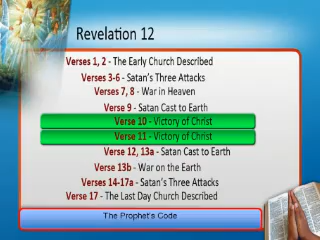 Revelation 12
Verses 1, 2 - The Early Church Described
Verses 3-6 - Satan's Three Attacks
Verses 7, 8 - War in Heaven
Verse 9 - Satan Cast to Earth
Verse 10 - Victory of Christ
Verse 11 - Victory of Christ
Verse 12, 13a - Satan Cast to Earth
Verse 13b - War on the Earth
Verses 14-17a - Satan's Three Attacks
Verse 17 - The Last Day Church Described
The Prophet's Code